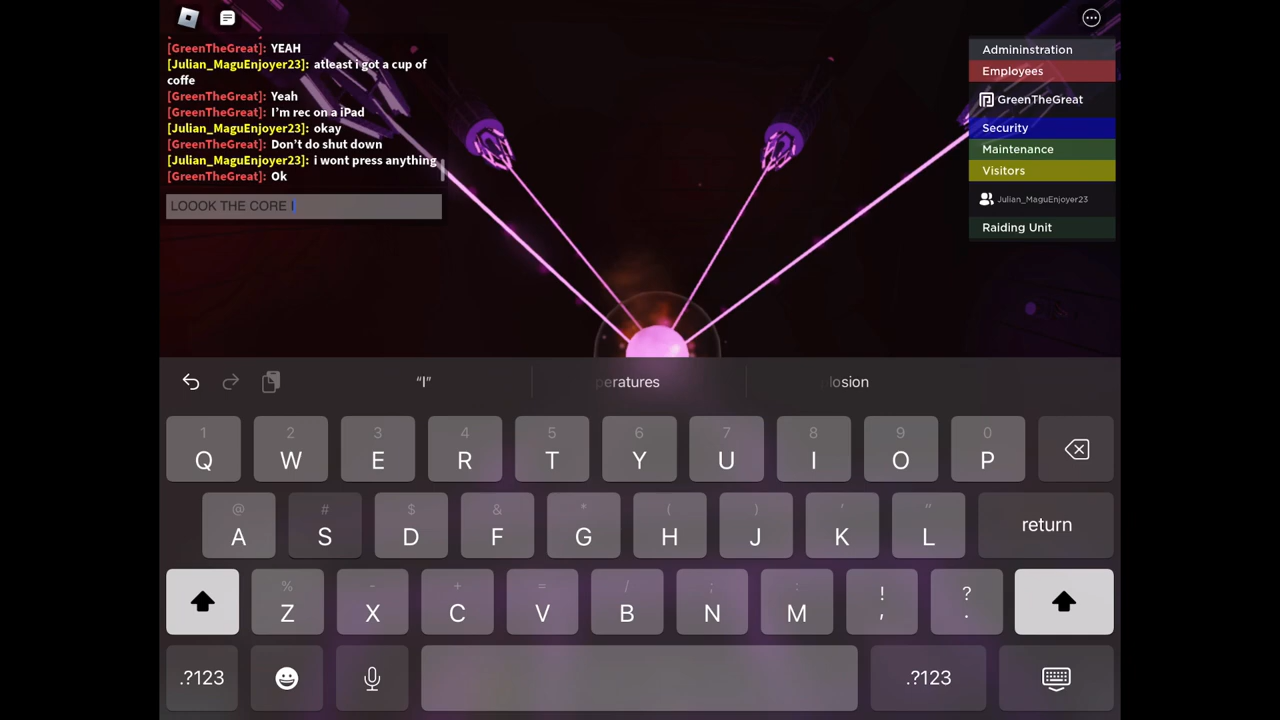 [GreenTheGreat]: YEAH
[Julian_MaguEnjoyer23]: atleast i got a cup of
coffe
[GreenTheGreat]: Yeah
[GreenTheGreat]: I'm rec on a iPad
[Julian_MaguEnjoyer23]: okay
[GreenTheGreat]: Don't do shut down
[Julian_MaguEnjoyer23]: i wont press anything
[GreenTheGreat]: Ok
LOOOK THE CORE I
Admininstration
Employees
GreenTheGreat
Security
Maintenance
Visitors
Julian_MaguEnjoyer23
Raiding Unit
“I” peratures losion
1 2 3 4 5 6 7 8 9 0
Q W E R T Y U I O P
@ # $ & * ( ) ' "
A S D F G H J K L return
% - + = / ; : ! ?
Z X C V B N M , .
.?123 .?123